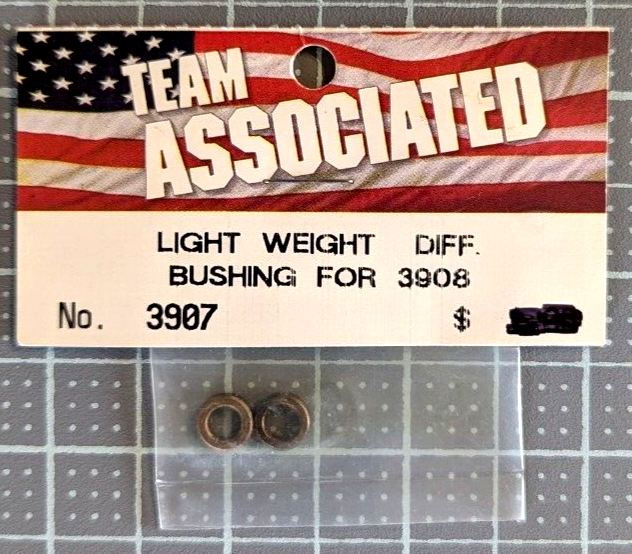 TEAM
ASSOCIATED
LIGHT WEIGHT DIFF.
BUSHING FOR 3908
No. 3907 $